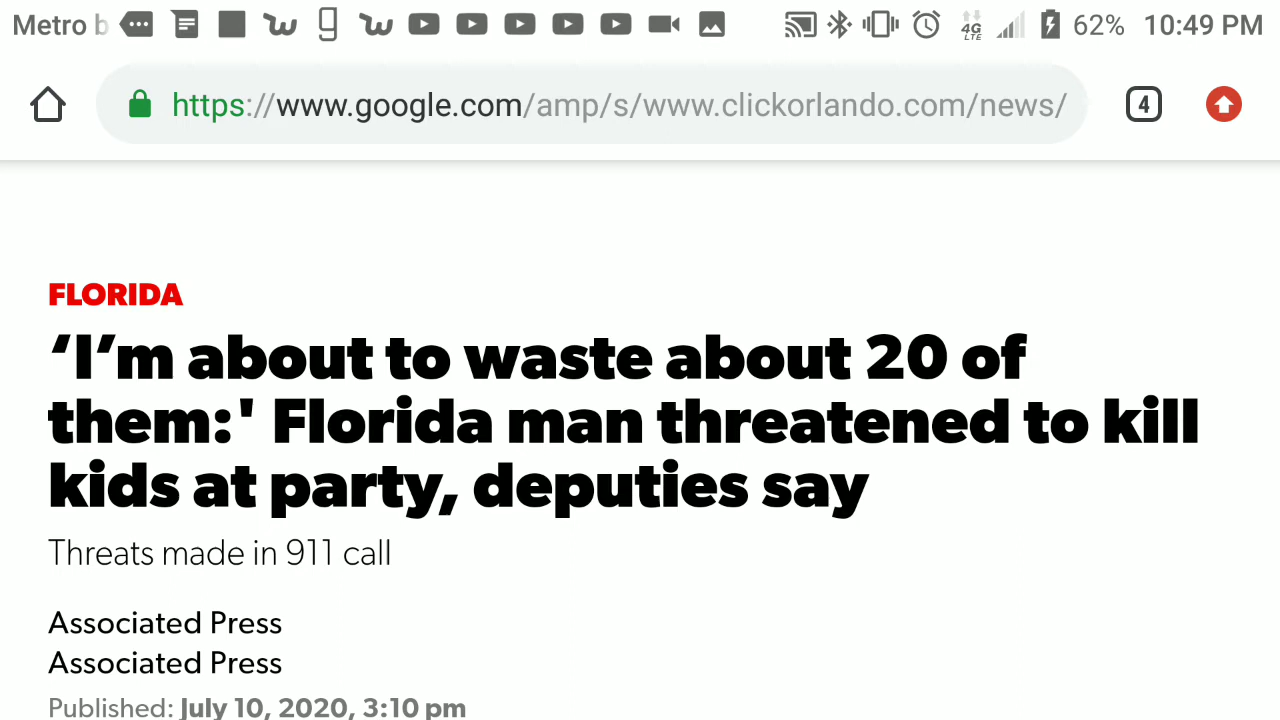 Metro b 62% 10:49 PM
4G
LTE
https://www.google.com/amp/s/www.clickorlando.com/news/ 4
FLORIDA
‘I’m about to waste about 20 of
them:' Florida man threatened to kill
kids at party, deputies say
Threats made in 911 call
Associated Press
Associated Press
Published: July 10, 2020, 3:10 pm